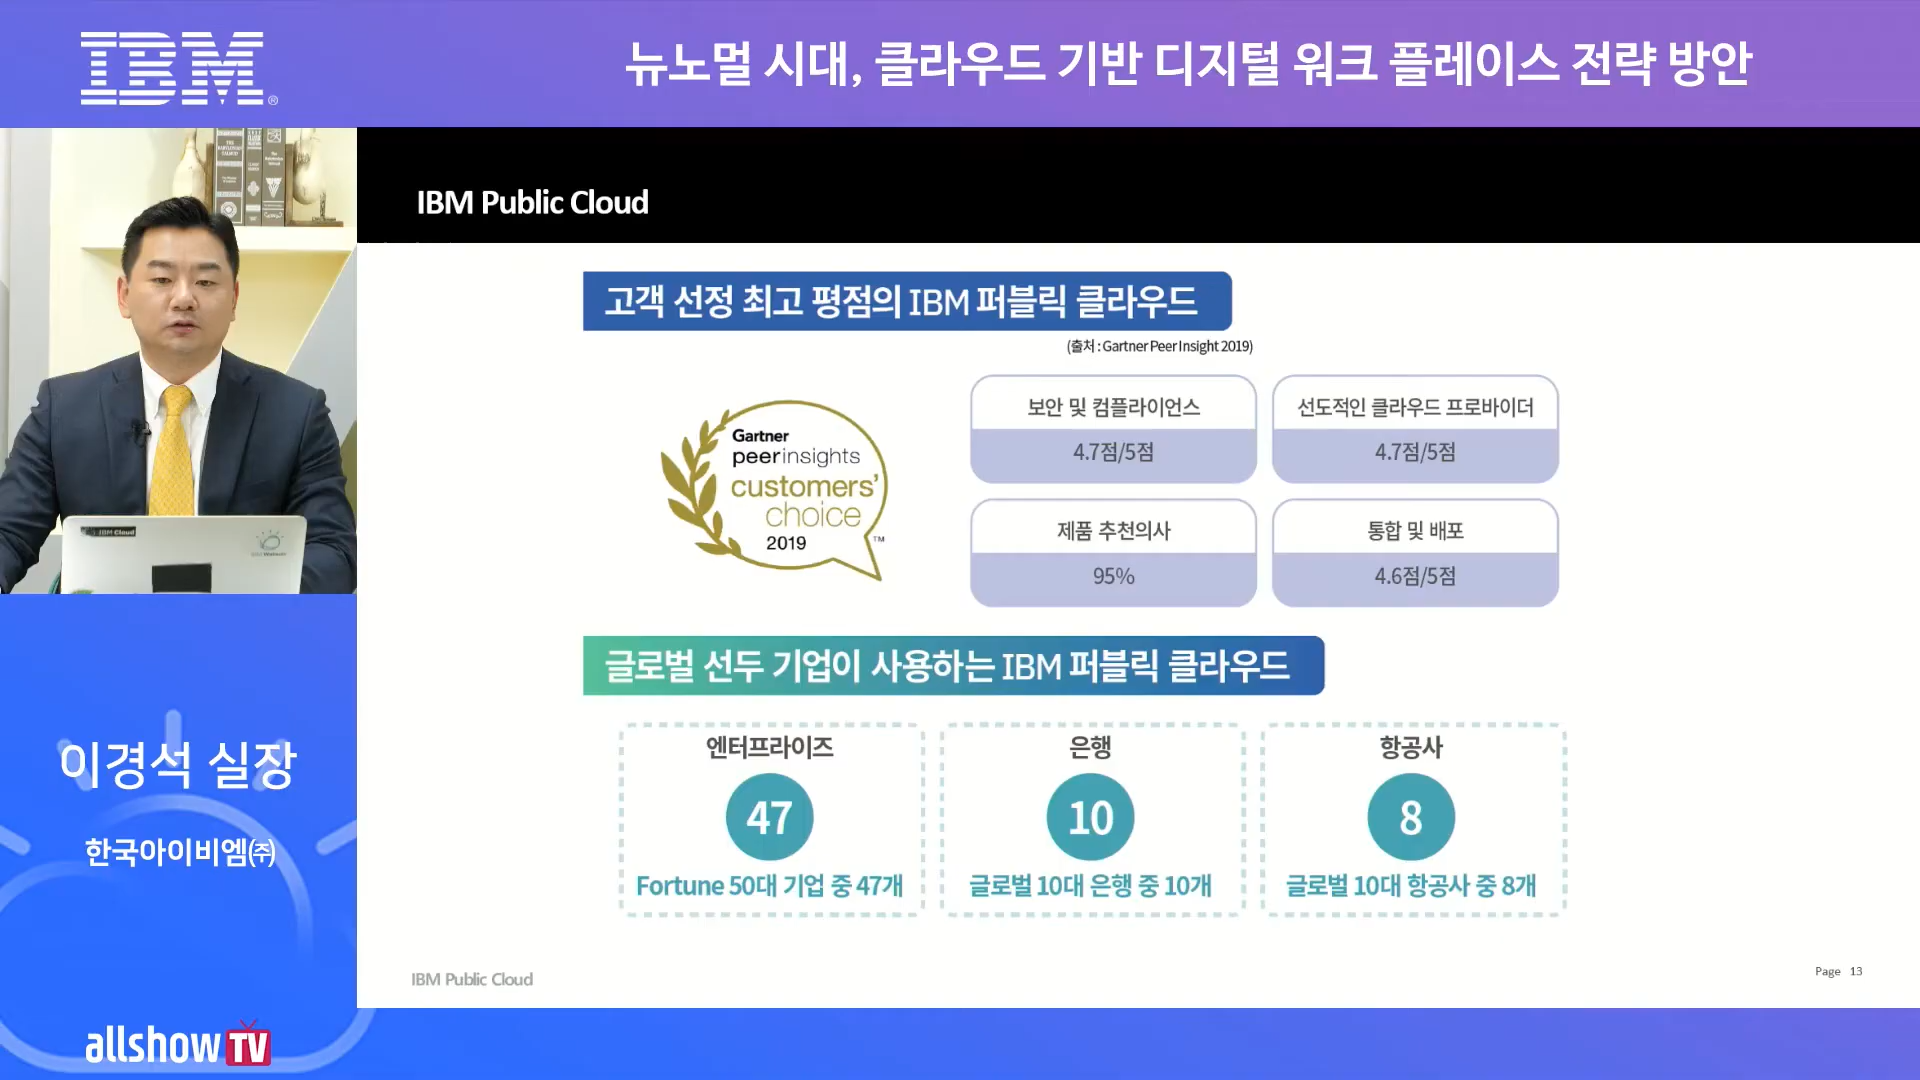 IBM®
뉴노멀 시대, 클라우드 기반 디지털 워크 플레이스 전략 방안
IBM Public Cloud
고객 선정 최고 평점의 IBM 퍼블릭 클라우드
(출처 : Gartner Peer Insight 2019)
Gartner
peerinsights
customers'
choice
2019
TM
보안 및 컴플라이언스
4.7점/5점
선도적인 클라우드 프로바이더
4.7점/5점
제품 추천의사
95%
통합 및 배포
4.6점/5점
글로벌 선두 기업이 사용하는 IBM 퍼블릭 클라우드
엔터프라이즈
47
Fortune 50대 기업 중 47개
은행
10
글로벌 10대 은행 중 10개
항공사
8
글로벌 10대 항공사 중 8개
IBM Public Cloud
Page 13
IBM Cloud
이경석 실장
한국아이비엠㈜
allshow TV